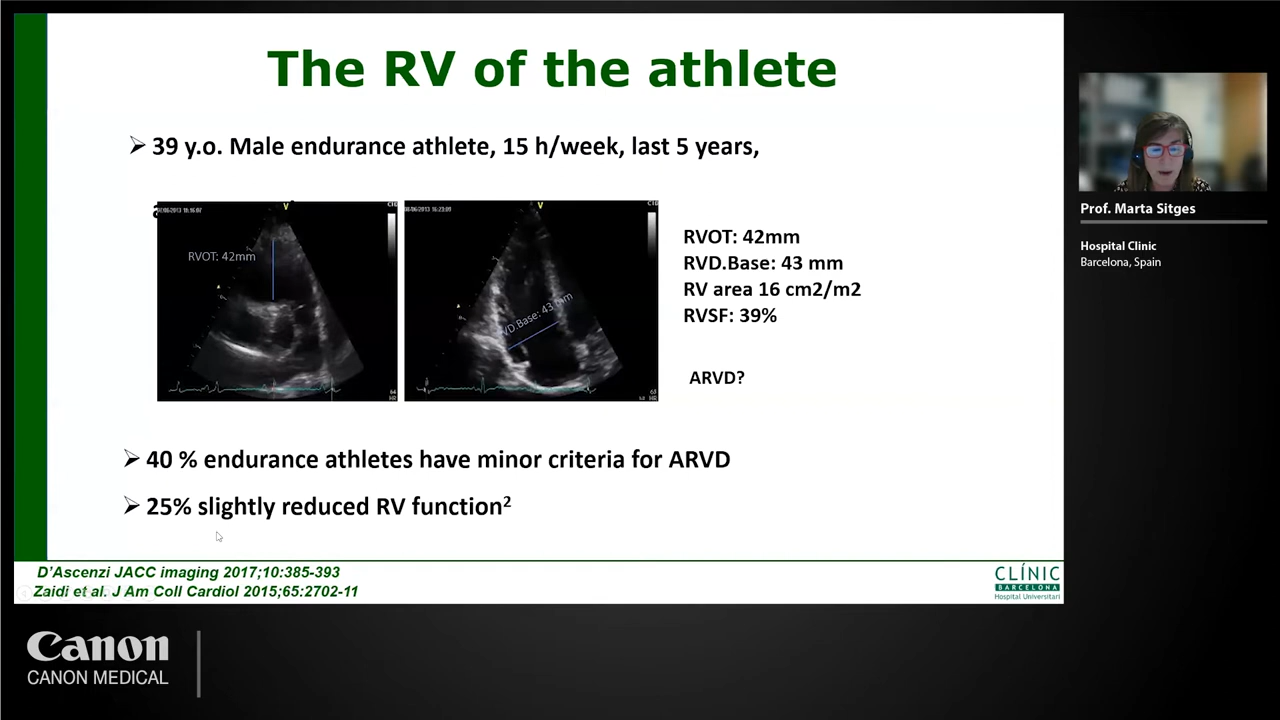 The RV of the athlete
39 y.o. Male endurance athlete, 15 h/week, last 5 years,
RVOT: 42mm
VD.Base: 43 mm
RVOT: 42mm
RVD.Base: 43 mm
RV area 16 cm2/m2
RVSF: 39%
ARVD?
40 % endurance athletes have minor criteria for ARVD
25% slightly reduced RV function²
D'Ascenzi JACC imaging 2017;10:385-393
Zaidi et al. J Am Coll Cardiol 2015;65:2702-11
CLÍNIC
BARCELONA
Hospital Universitari
Prof. Marta Sitges
Hospital Clinic
Barcelona, Spain
Canon
CANON MEDICAL